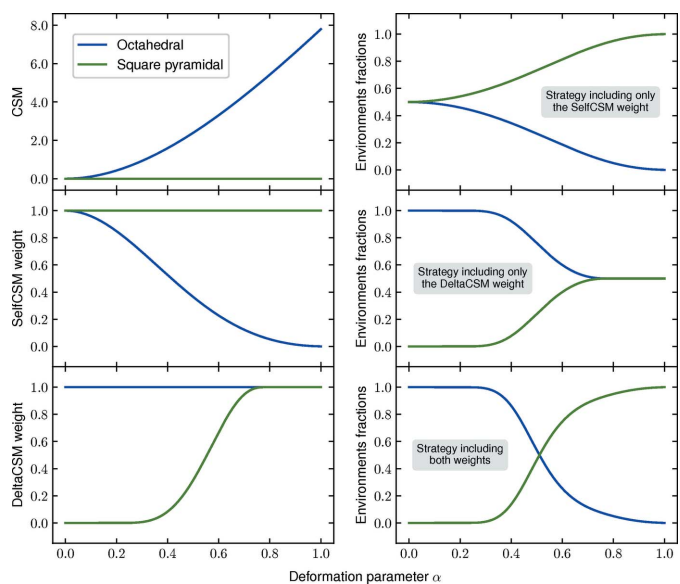 CSM
8.0
6.0
4.0
2.0
0.0
Octahedral
Square pyramidal
Environments fractions
1.0
0.8
0.6
0.4
0.2
0.0
Strategy including only
the SelfCSM weight
SelfCSM weight
1.0
0.8
0.6
0.4
0.2
0.0
Environments fractions
1.0
0.8
0.6
0.4
0.2
0.0
Strategy including only
the DeltaCSM weight
DeltaCSM weight
1.0
0.8
0.6
0.4
0.2
0.0
0.0 0.2 0.4 0.6 0.8 1.0
Environments fractions
1.0
0.8
0.6
0.4
0.2
0.0
Strategy including
both weights
0.0 0.2 0.4 0.6 0.8 1.0
Deformation parameter α